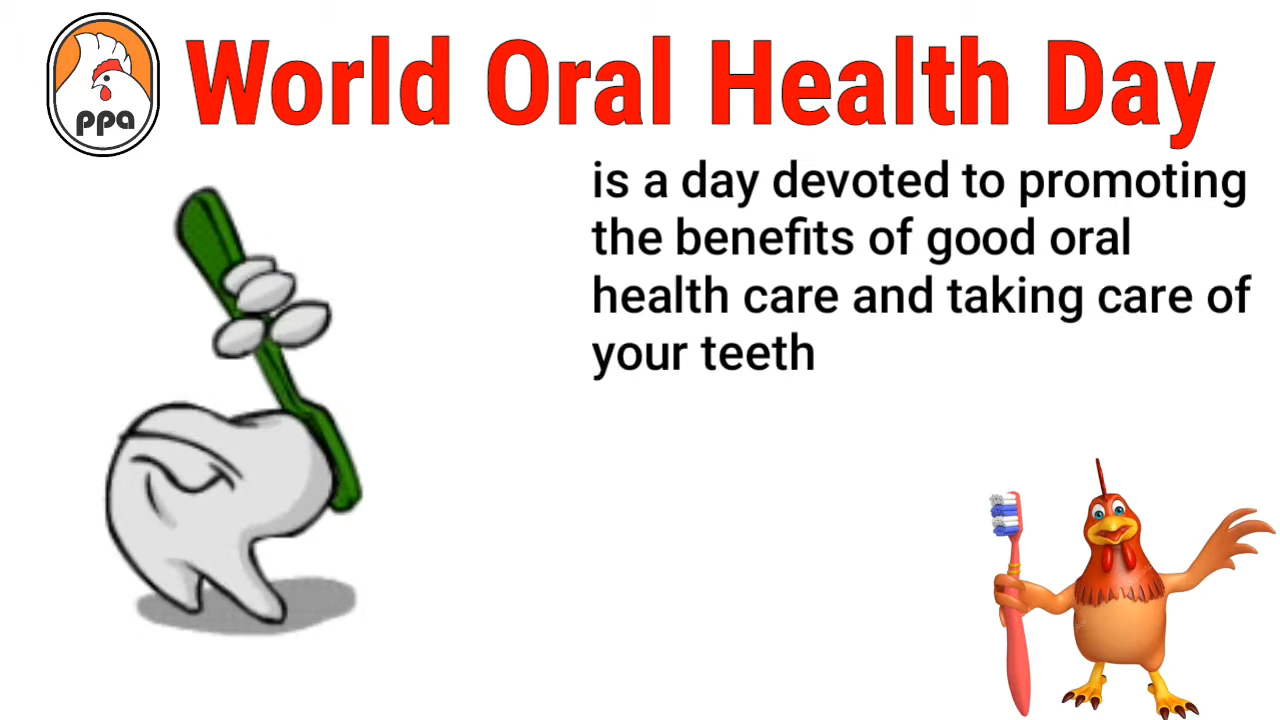 ppa
World Oral Health Day
is a day devoted to promoting
the benefits of good oral
health care and taking care of
your teeth